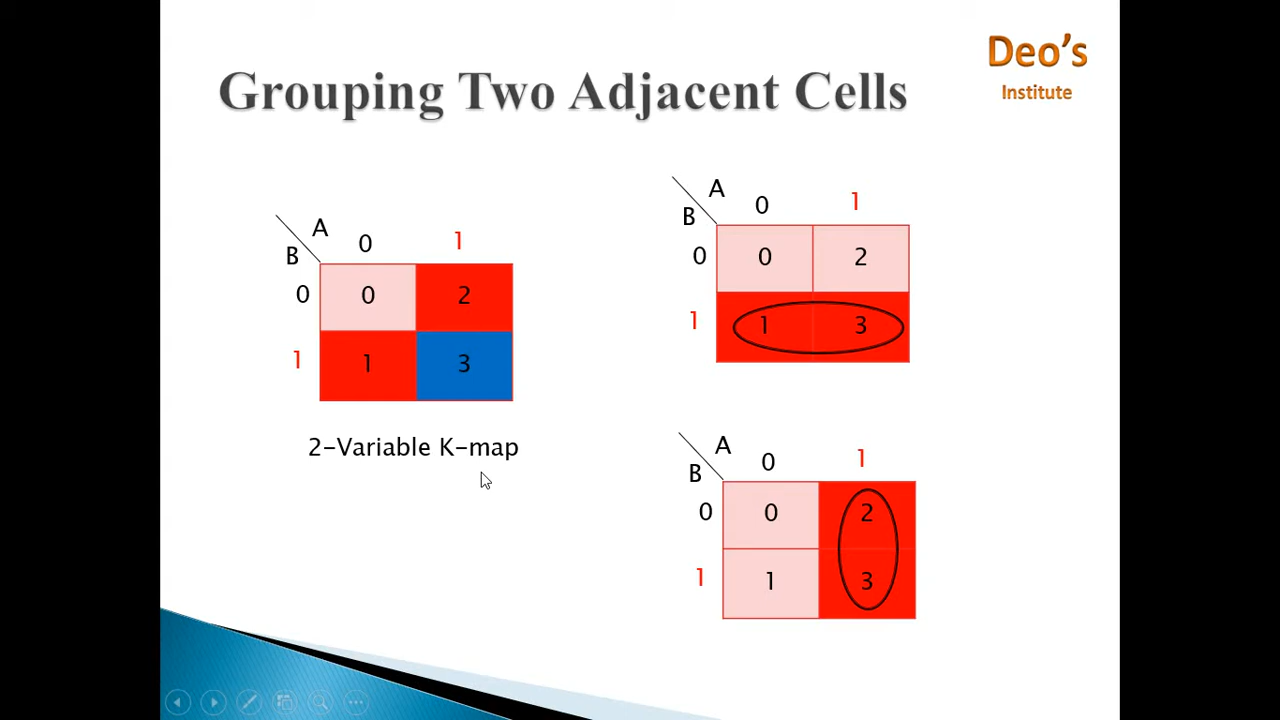 Deo's
Institute
Grouping Two Adjacent Cells
A
B
0 1
0 0 2
1 1 3
2-Variable K-map
A
B
0 1
0 0 2
1 1 3
A
B
0 1
0 0 2
1 1 3